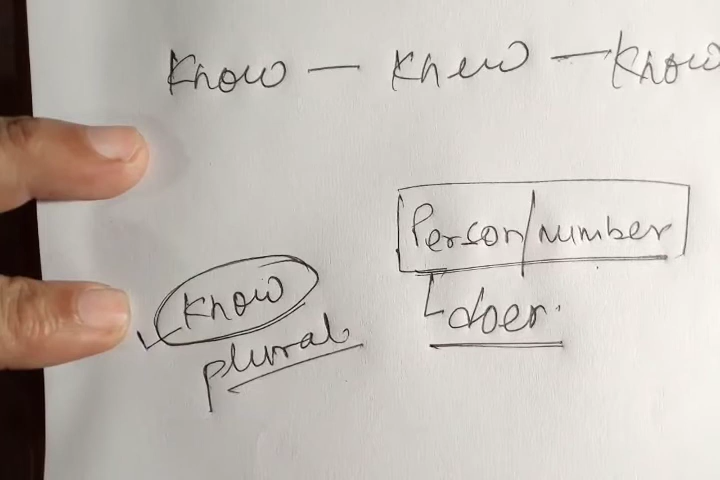 Know — Knew — Know
Person/number
doer.
Know
plural